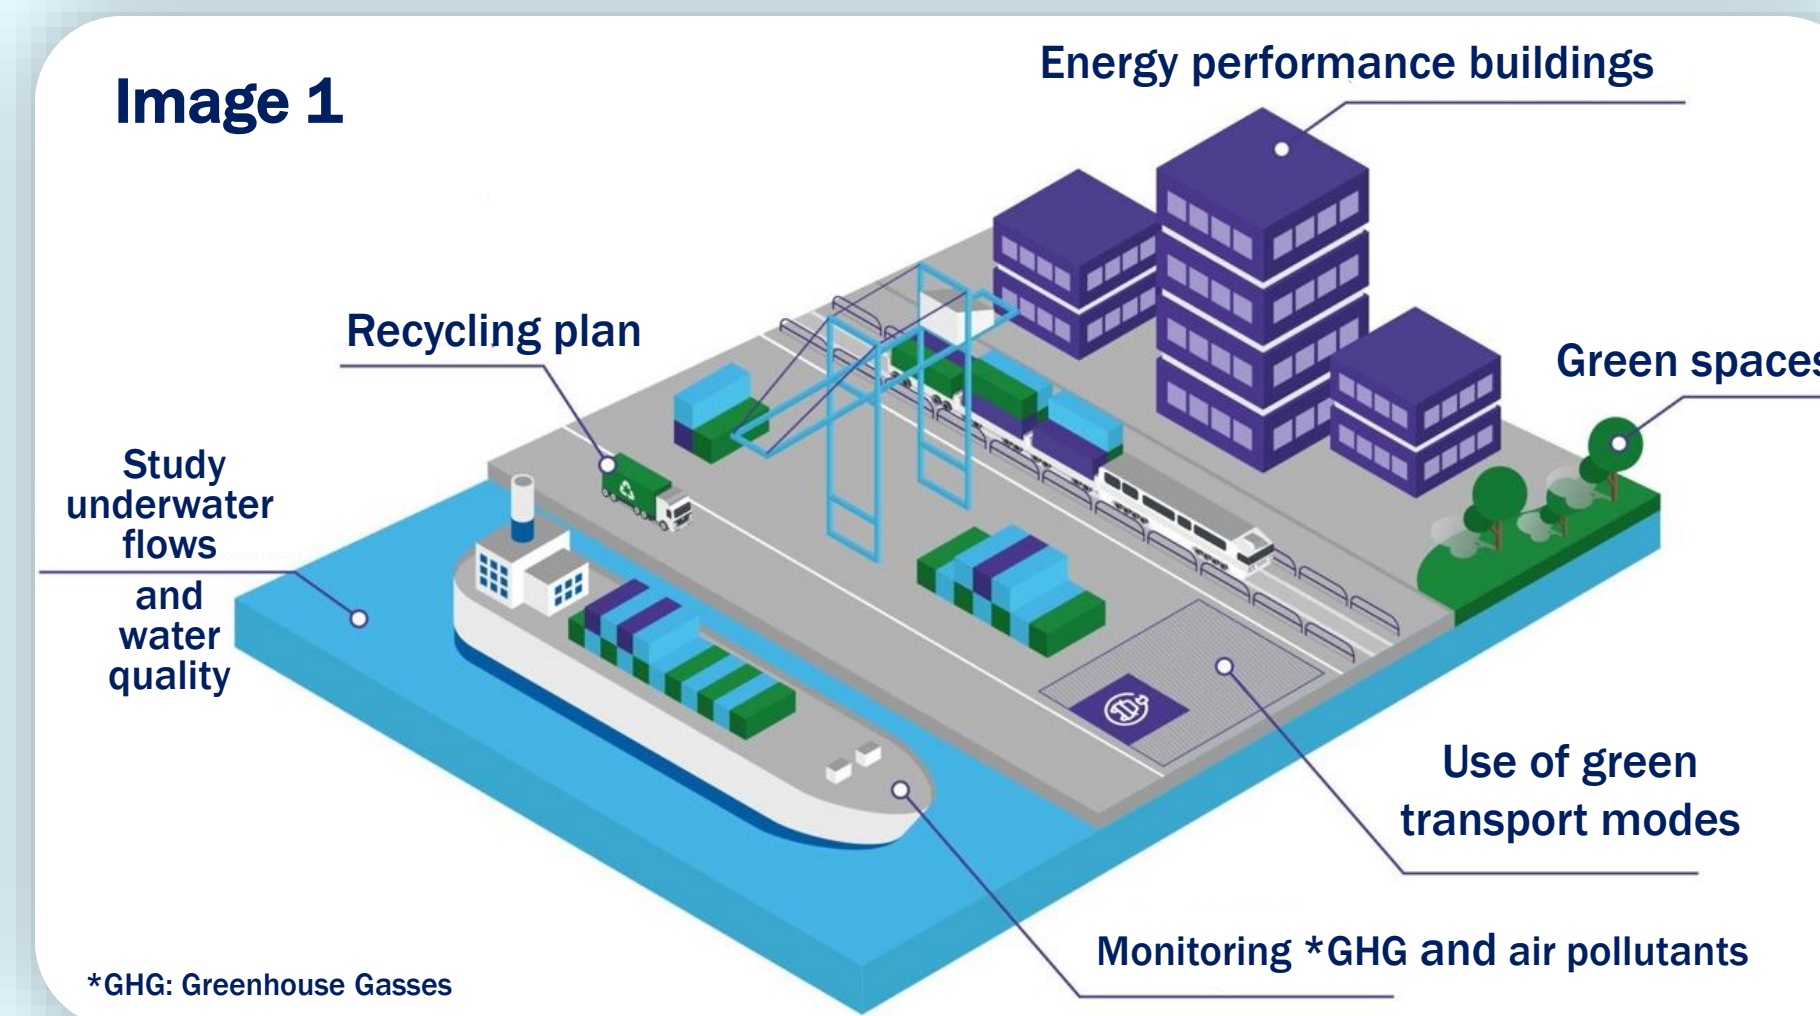 Image 1
Energy performance buildings
Recycling plan
Green spaces
Study
underwater
flows
and
water
quality
Use of green
transport modes
Monitoring *GHG and air pollutants
*GHG: Greenhouse Gasses